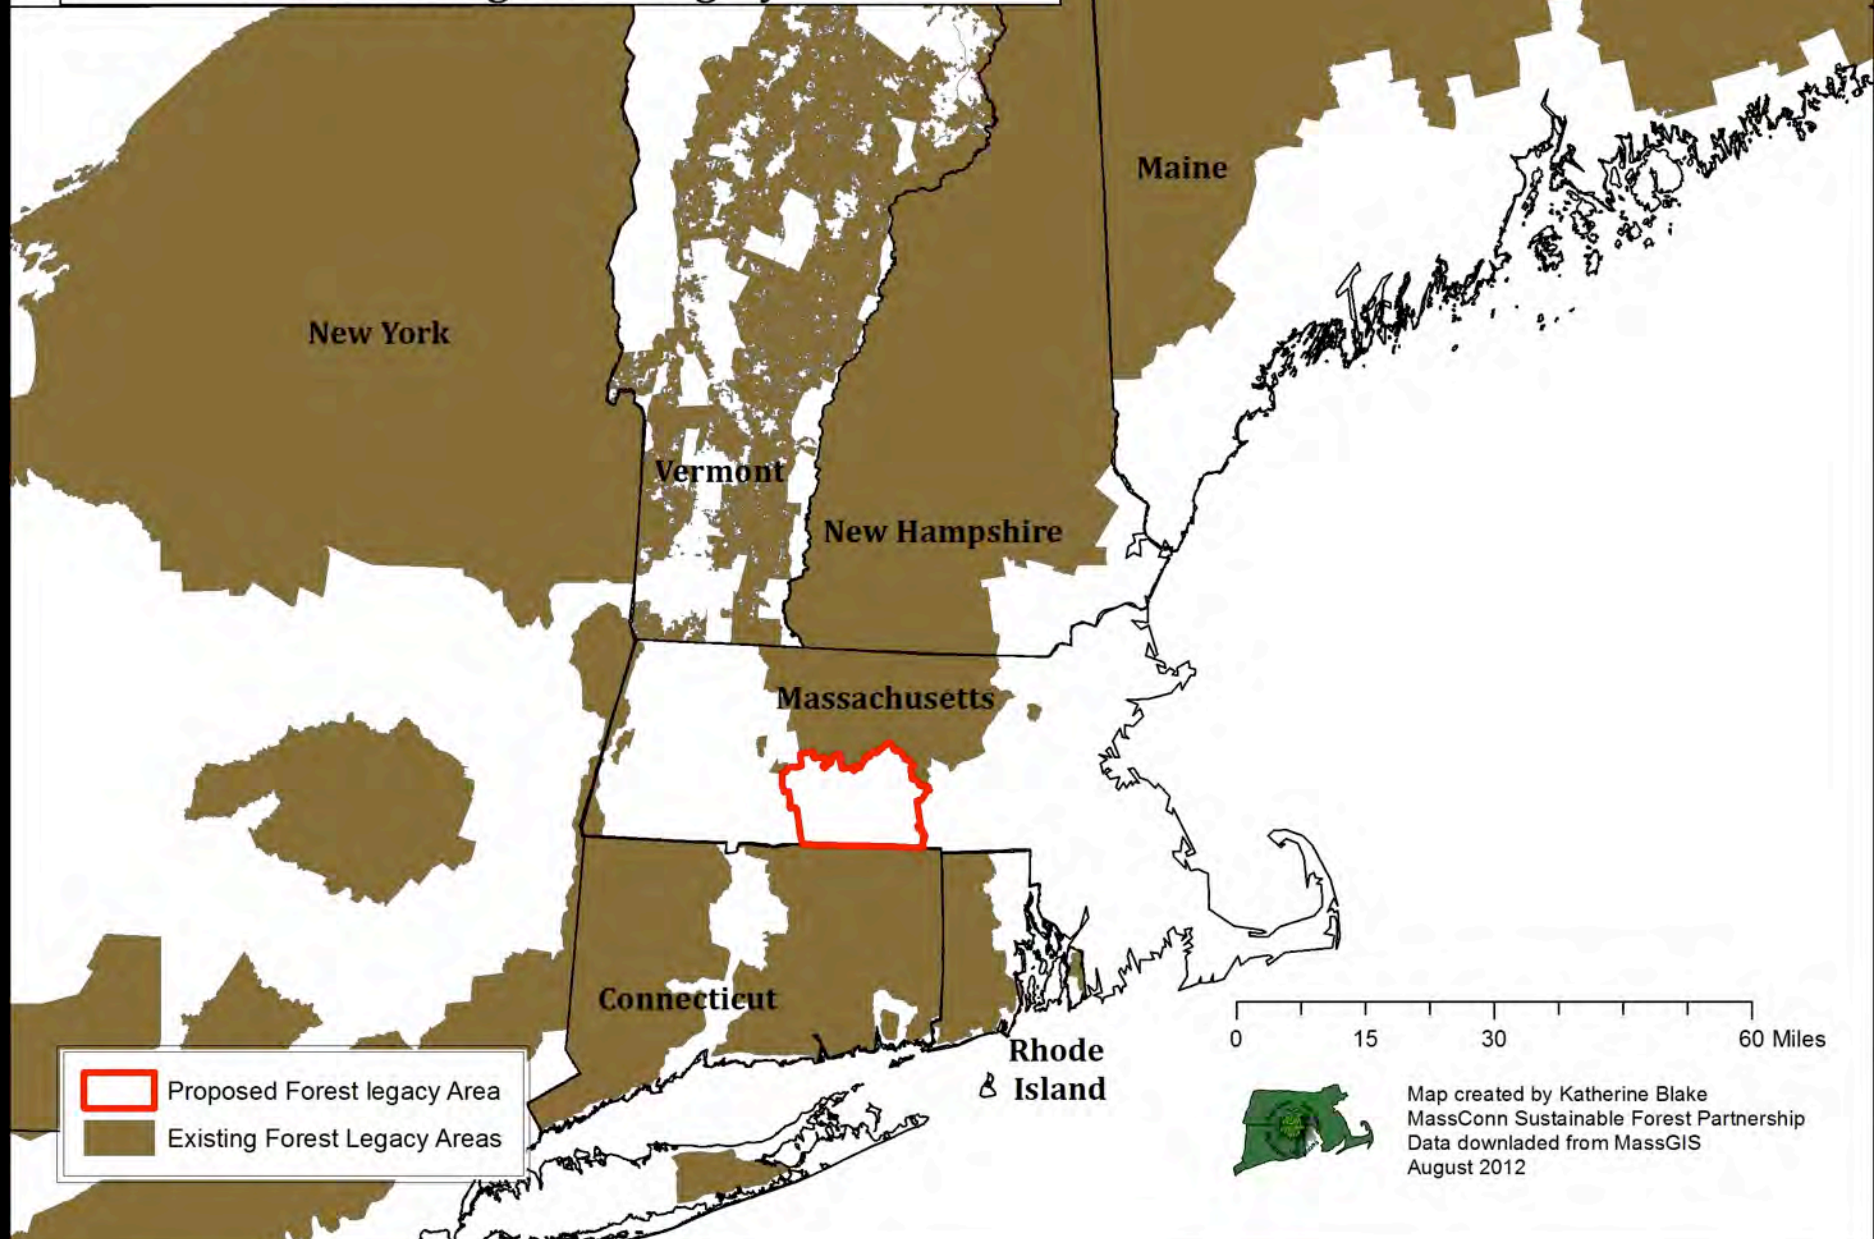 Maine
New York
Vermont
New Hampshire
Massachusetts
Connecticut
Rhode
Island
0 15 30 60 Miles
Proposed Forest legacy Area
Existing Forest Legacy Areas
Map created by Katherine Blake
MassConn Sustainable Forest Partnership
Data downladed from MassGIS
August 2012